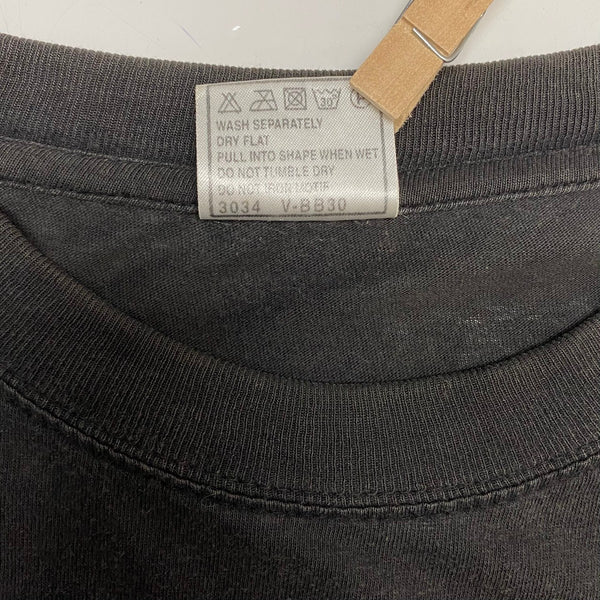 30
WASH SEPARATELY
DRY FLAT
PULL INTO SHAPE WHEN WET
DO NOT TUMBLE DRY
DO NOT IRON MOTIF
3034 V-BB30